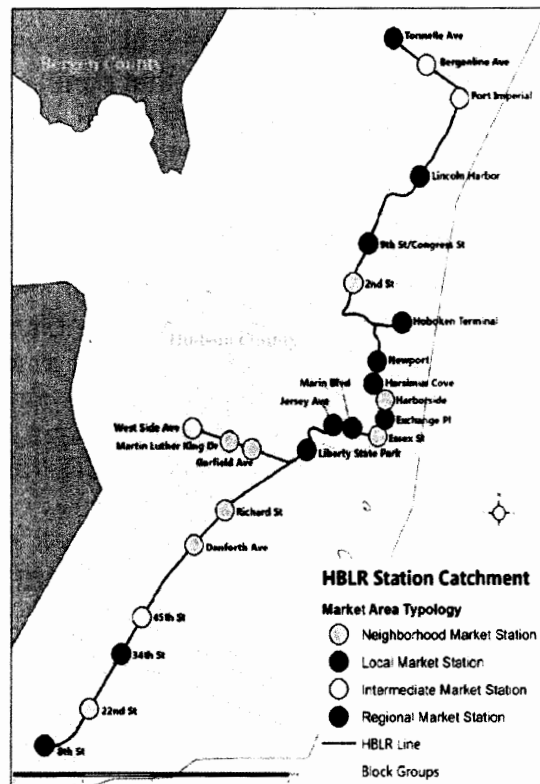 Tonnelle Ave
Bergen County
Bergenline Ave
Port Imperial
Lincoln Harbor
9th St/Congress St
2nd St
Hoboken Terminal
Hudson County
Newport
Marin Blvd
Harsimus Cove
Jersey Ave
Harborside
West Side Ave
Exchange Pl
Martin Luther King Dr
Essex St
Garfield Ave
Liberty State Park
Richard St
Danforth Ave
HBLR Station Catchment
Market Area Typology
45th St
Neighborhood Market Station
34th St
Local Market Station
Intermediate Market Station
22nd St
Regional Market Station
8th St
HBLR Line
Block Groups